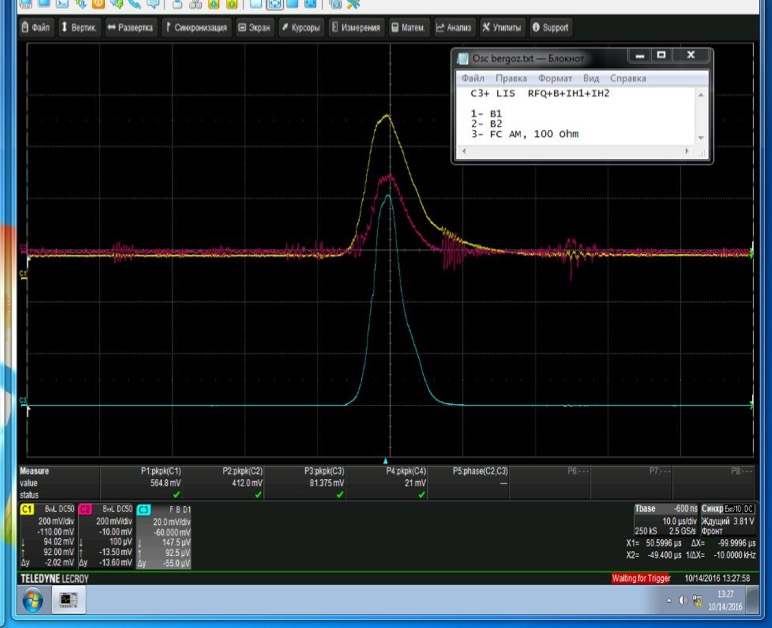 Файл Вертик. Развертка Синхронизация Экран Курсоры Измерения Матем. Анализ Утилиты Support
Osc bergoz.txt — Блокнот
Файл Правка Формат Вид Справка
C3+ LIS RFQ+B+IH1+IH2
1- B1
2- B2
3- FC AM, 100 Ohm
C1
C3
Measure P1:pkpk(C1) P2:pkpk(C2) P3:pkpk(C3) P4:pkpk(C4) P5:phase(C2,C3) P6:--- P7:--- P8:---
value 564.8 mV 412.0 mV 81.375 mV 21 mV ---
status
C1 BwL DC50 C2 BwL DC50 C3 F B D1
200 mV/div 200 mV/div 20.0 mV/div
-110.00 mV -10.00 mV -60.000 mV
94.02 mV 100 µV 147.5 µV
92.00 mV -13.50 mV 92.5 µV
Δy -2.02 mV Δy -13.60 mV Δy -55.0 µV
Tbase -600 ns Синхр Ext/10 DC
10.0 µs/div Ждущий 3.81 V
250 kS 2.5 GS/s Фронт
X1= 50.5996 µs ΔX= -99.9996 µs
X2= -49.400 µs 1/ΔX= -10.0000 kHz
TELEDYNE LECROY Waiting for Trigger 10/14/2016 13:27:58
13:27
10/14/2016